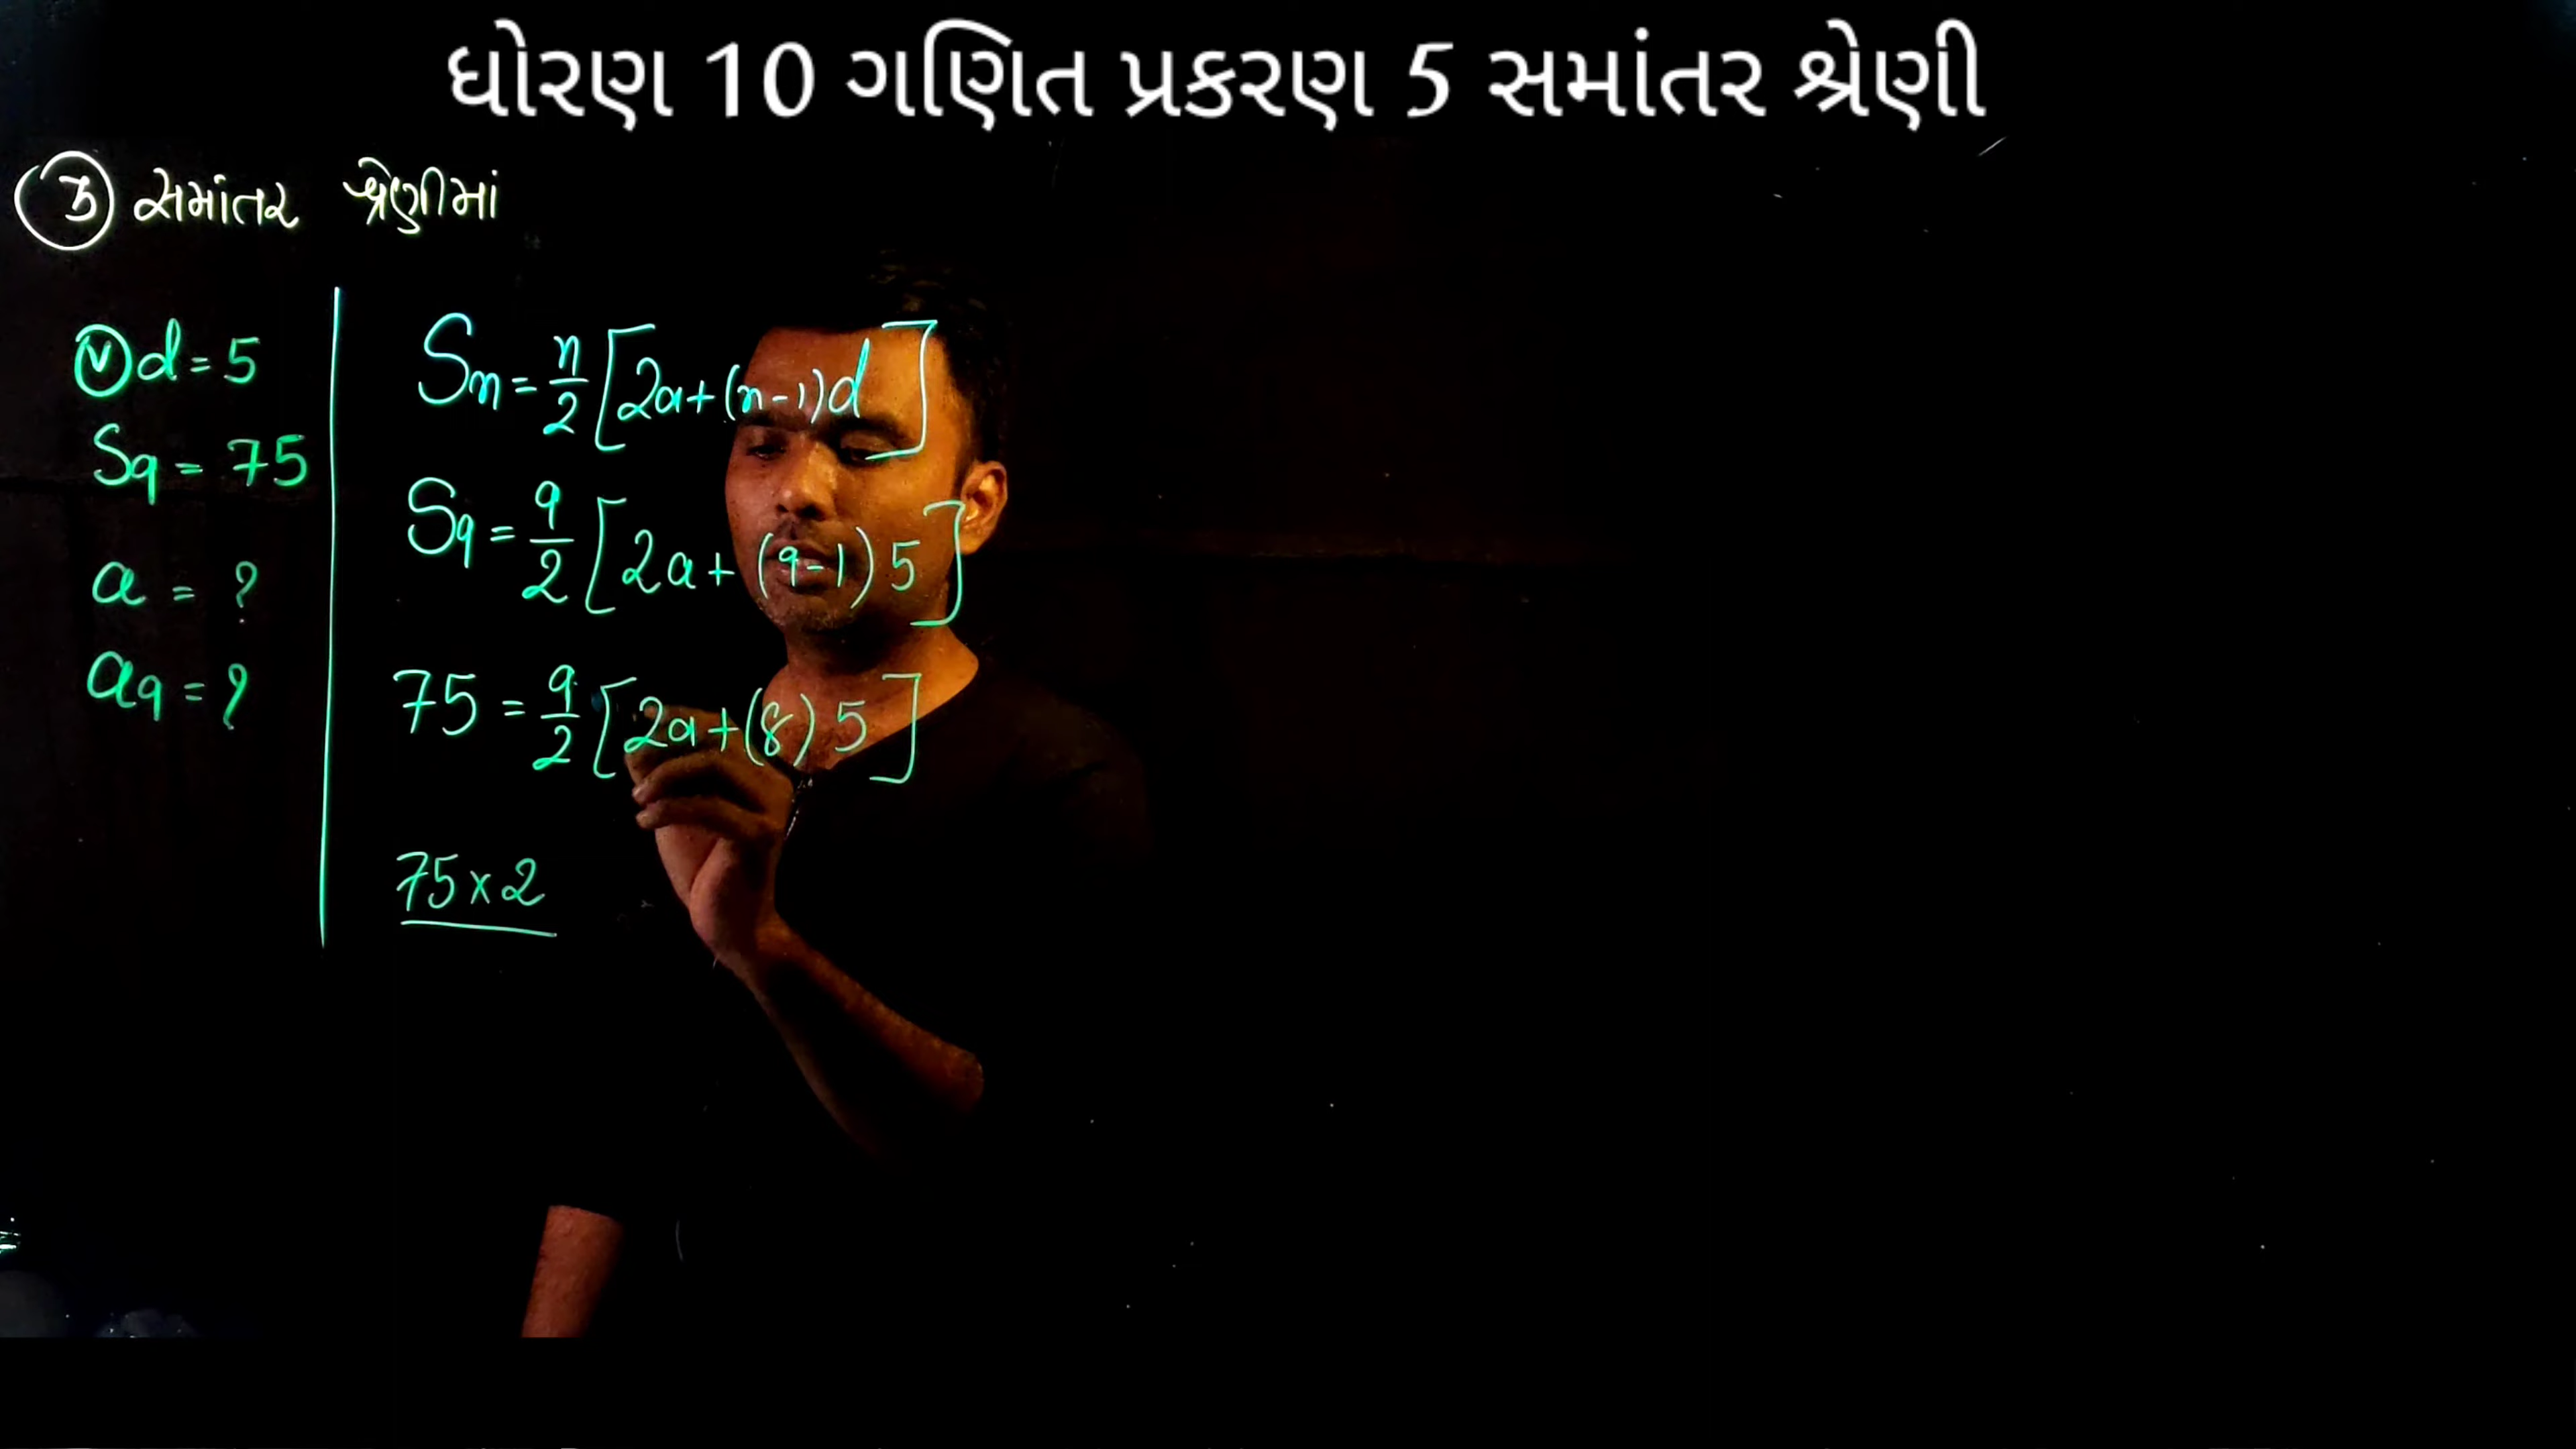 ધોરણ 10 ગણિત પ્રકરણ 5 સમાંતર શ્રેણી
③ સમાંતર શ્રેણીમાં
Ⓥ d = 5
S₉ = 75
a = ?
a₉ = ?
Sₙ = n/2 [2a + (n-1)d]
S₉ = 9/2 [2a + (9-1) 5]
75 = 9/2 [2a + (8) 5]
75 × 2